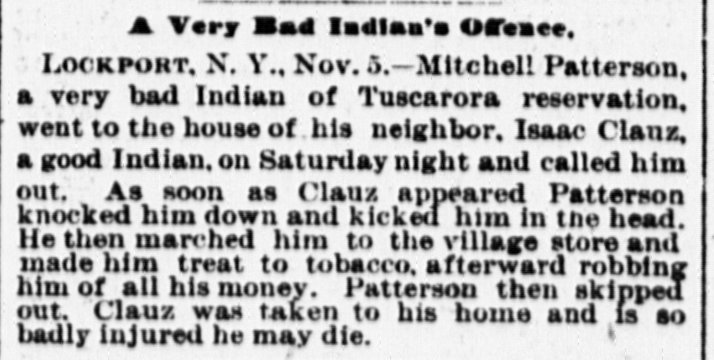 A Very Bad Indian's Offence.
LOCKPORT, N. Y., Nov. 5.—Mitchell Patterson,
a very bad Indian of Tuscarora reservation,
went to the house of his neighbor, Isaac Clauz,
a good Indian, on Saturday night and called him
out. As soon as Clauz appeared Patterson
knocked him down and kicked him in the head.
He then marched him to the village store and
made him treat to tobacco, afterward robbing
him of all his money. Patterson then skipped
out. Clauz was taken to his home and is so
badly injured he may die.